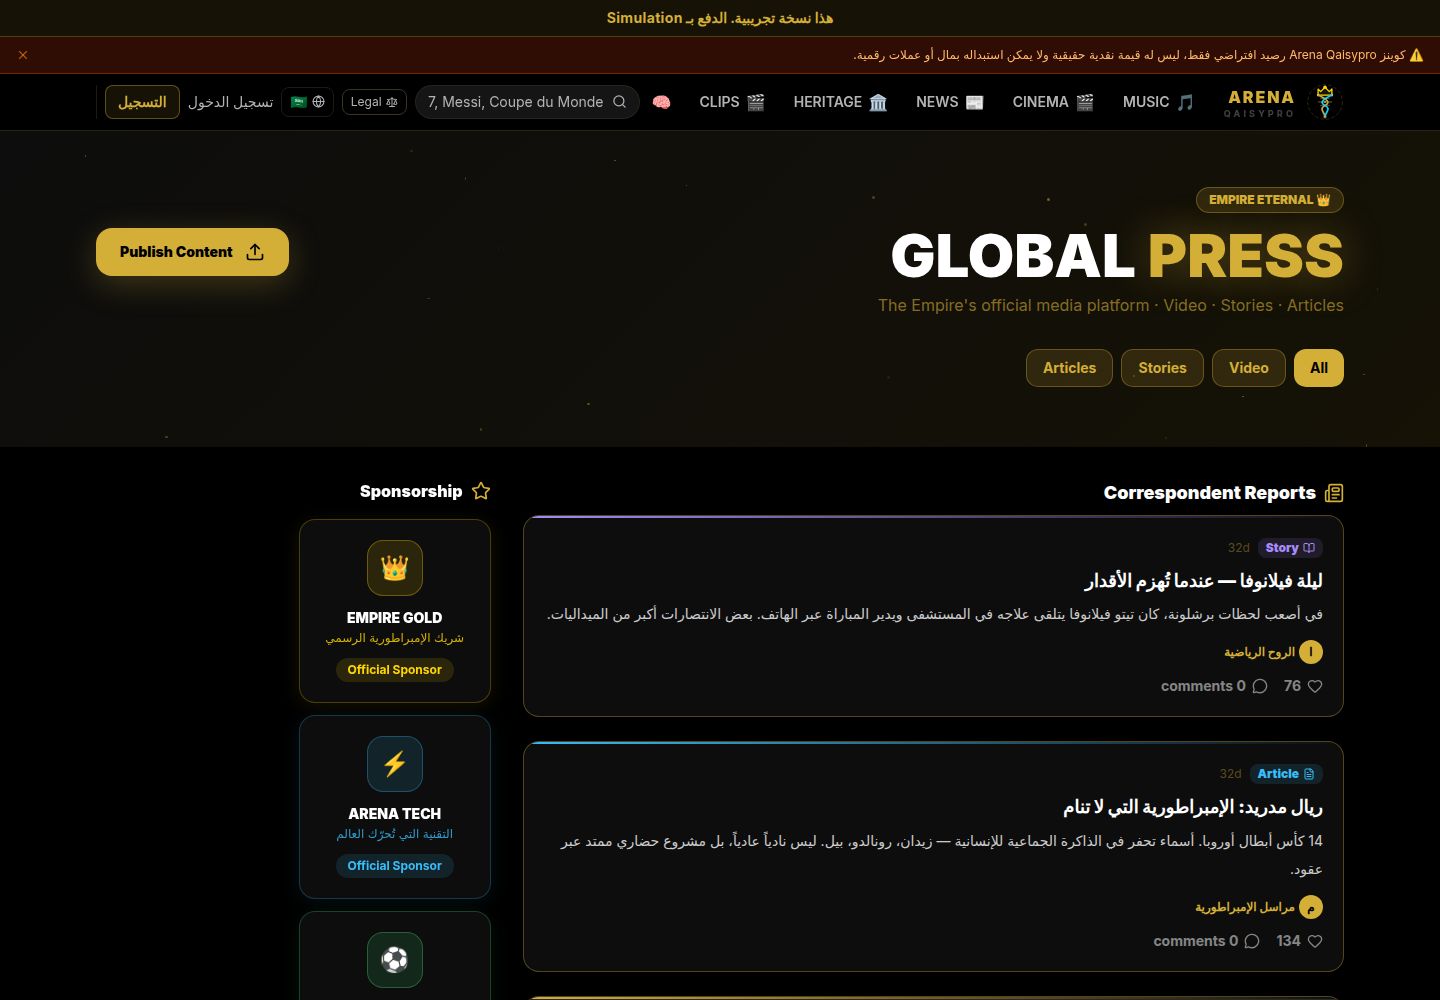 هذا نسخة تجريبية. الدفع بـ Simulation
⚠️ كوينز Arena Qaisypro رصيد افتراضي فقط، ليس له قيمة نقدية حقيقية ولا يمكن استبداله بمال أو عملات رقمية.
ARENA
QAISYPRO
MUSIC
CINEMA
NEWS
HERITAGE
CLIPS
7, Messi, Coupe du Monde
Legal
تسجيل الدخول
التسجيل
EMPIRE ETERNAL
GLOBAL PRESS
The Empire's official media platform · Video · Stories · Articles
Publish Content
All
Video
Stories
Articles
Correspondent Reports
Story
32d
ليلة فيلانوفا — عندما تُهزم الأقدار
في أصعب لحظات برشلونة، كان تيتو فيلانوفا يتلقى علاجه في المستشفى ويدير المباراة عبر الهاتف. بعض الانتصارات أكبر من الميداليات.
ا
الروح الرياضية
76
0 comments
Article
32d
ريال مدريد: الإمبراطورية التي لا تنام
14 كأس أبطال أوروبا. أسماء تحفر في الذاكرة الجماعية للإنسانية — زيدان، رونالدو، بيل. ليس نادياً عادياً، بل مشروع حضاري ممتد عبر
عقود.
م
مراسل الإمبراطورية
134
0 comments
Sponsorship
EMPIRE GOLD
شريك الإمبراطورية الرسمي
Official Sponsor
ARENA TECH
التقنية التي تُحرّك العالم
Official Sponsor